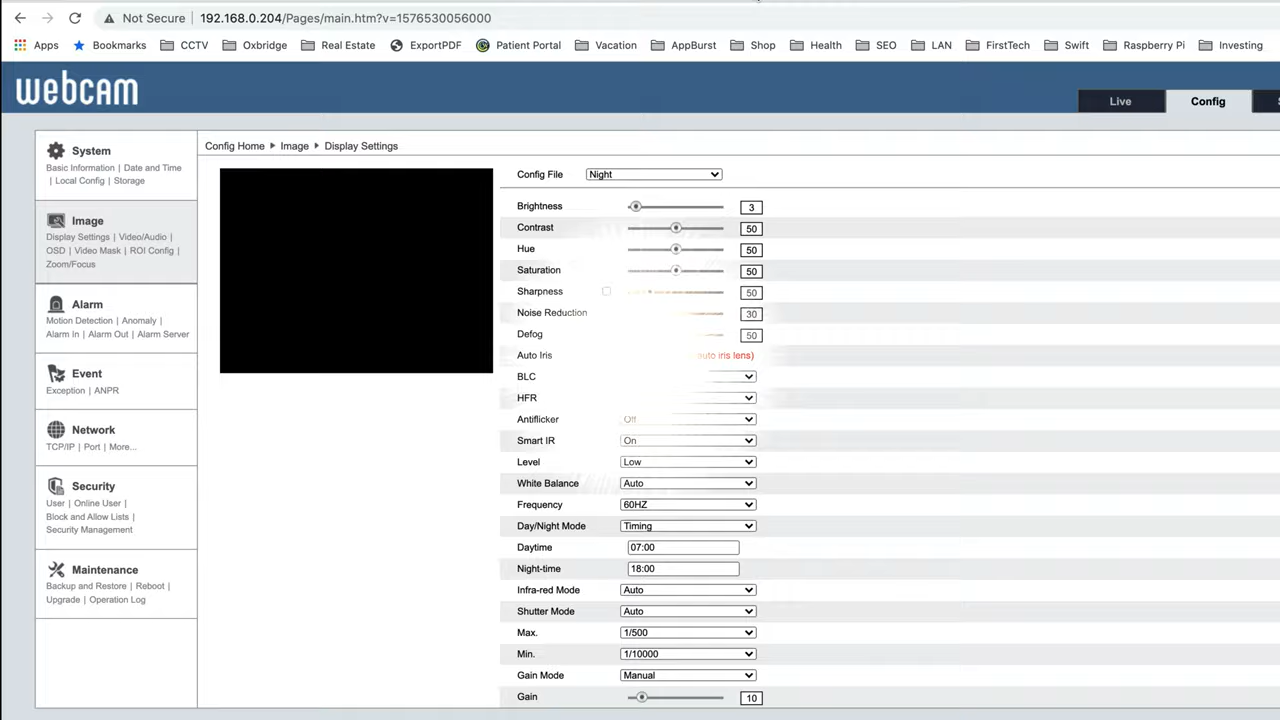 Not Secure | 192.168.0.204/Pages/main.htm?v=1576530056000
Apps Bookmarks CCTV Oxbridge Real Estate ExportPDF Patient Portal Vacation AppBurst Shop Health SEO LAN FirstTech Swift Raspberry Pi Investing
webcam
Live Config
System
Basic Information | Date and Time
| Local Config | Storage
Image
Display Settings | Video/Audio |
OSD | Video Mask | ROI Config |
Zoom/Focus
Alarm
Motion Detection | Anomaly |
Alarm In | Alarm Out | Alarm Server
Event
Exception | ANPR
Network
TCP/IP | Port | More...
Security
User | Online User |
Block and Allow Lists |
Security Management
Maintenance
Backup and Restore | Reboot |
Upgrade | Operation Log
Config Home Image Display Settings
Config File Night
Brightness 3
Contrast 50
Hue 50
Saturation 50
Sharpness 50
Noise Reduction 30
Defog 50
Auto Iris auto iris lens)
BLC
HFR
Antiflicker Off
Smart IR On
Level Low
White Balance Auto
Frequency 60HZ
Day/Night Mode Timing
Daytime 07:00
Night-time 18:00
Infra-red Mode Auto
Shutter Mode Auto
Max. 1/500
Min. 1/10000
Gain Mode Manual
Gain 10